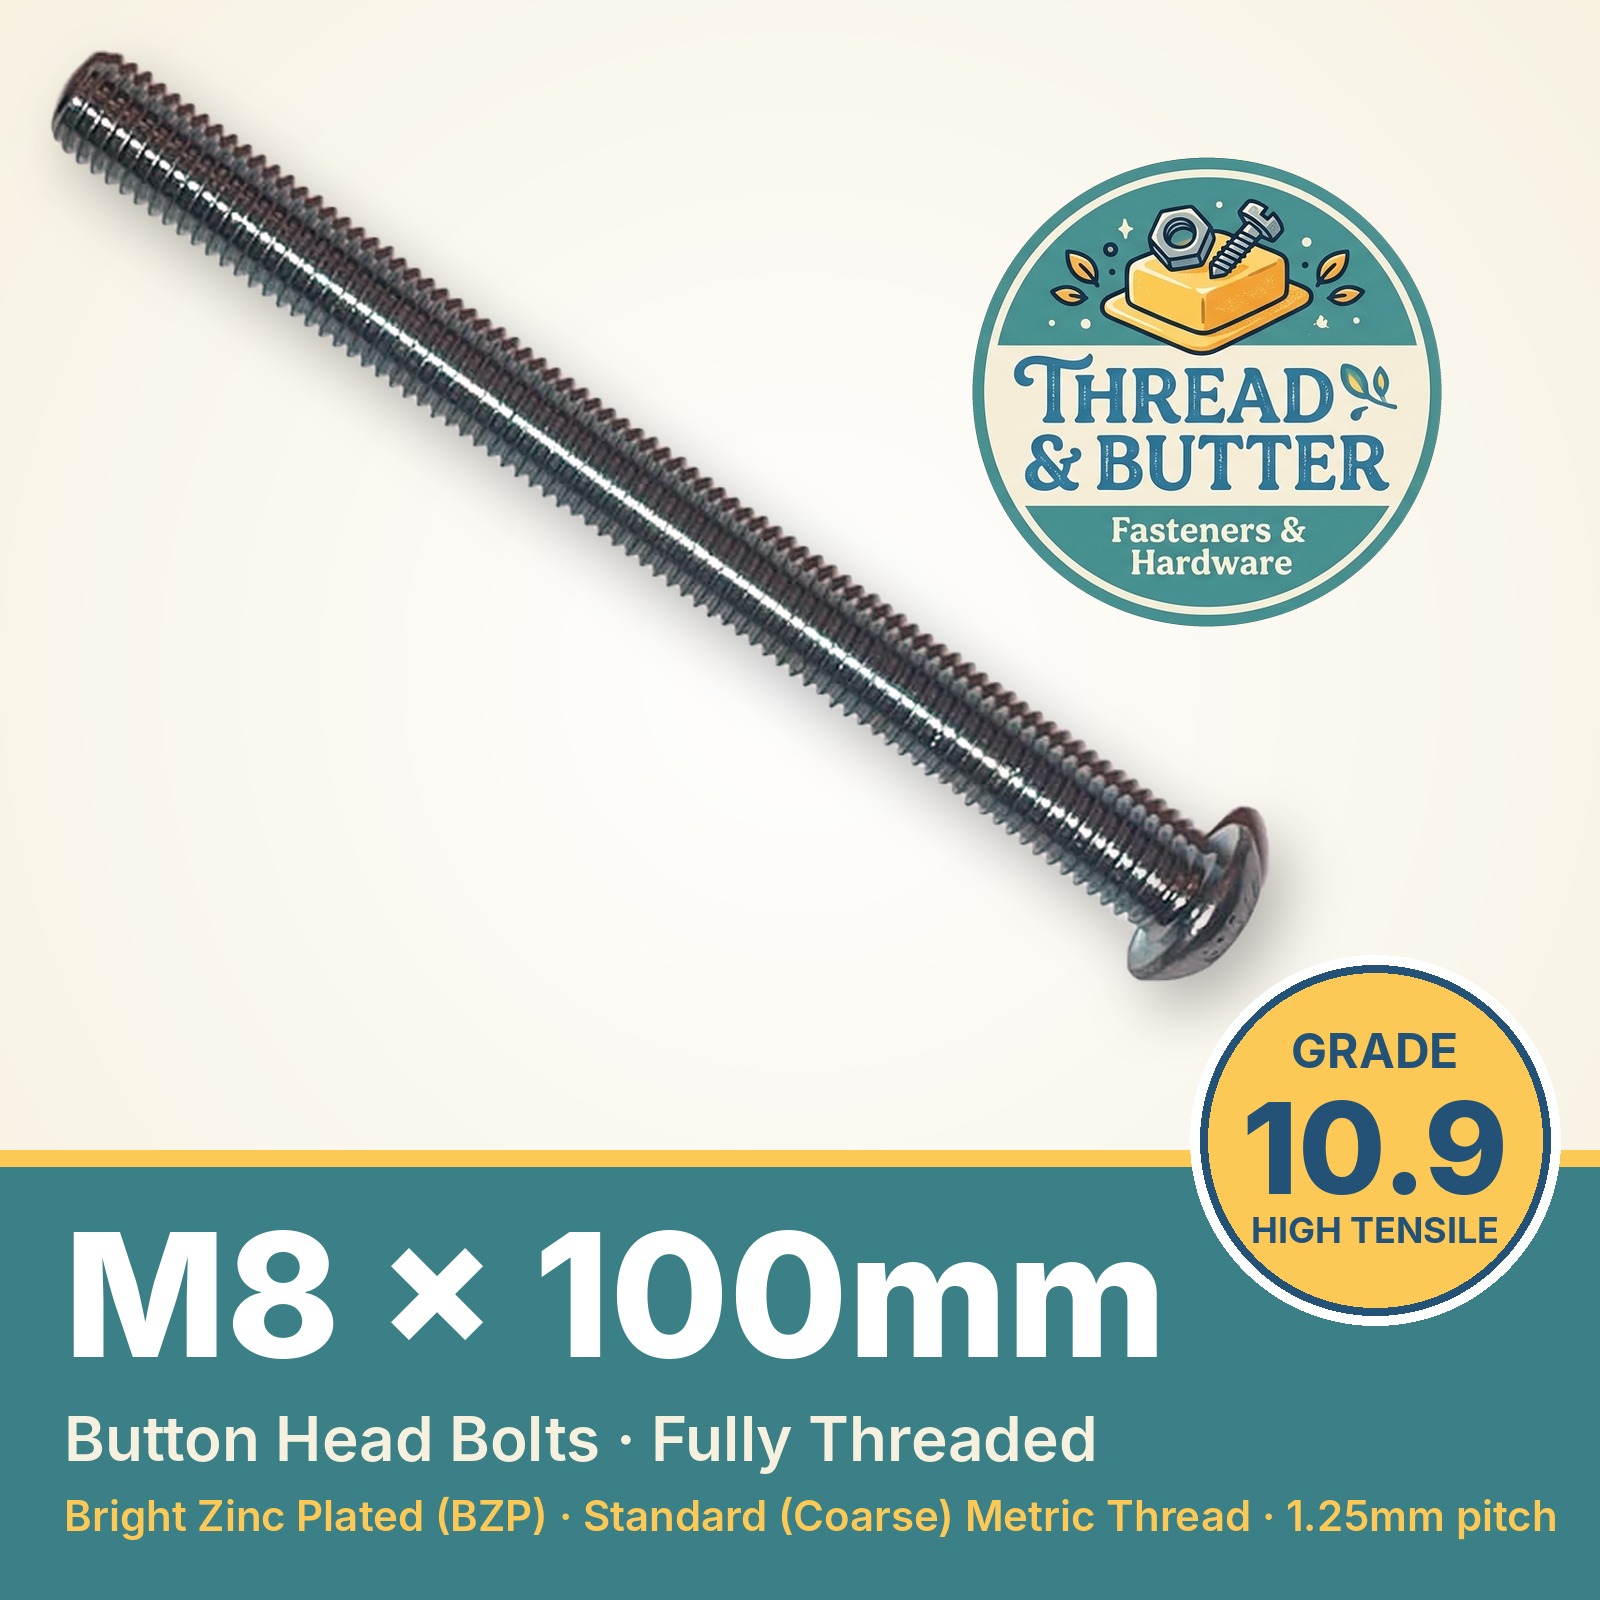 THREAD
& BUTTER
Fasteners &
Hardware
GRADE
10.9
HIGH TENSILE
M8 × 100mm
Button Head Bolts · Fully Threaded
Bright Zinc Plated (BZP) · Standard (Coarse) Metric Thread · 1.25mm pitch